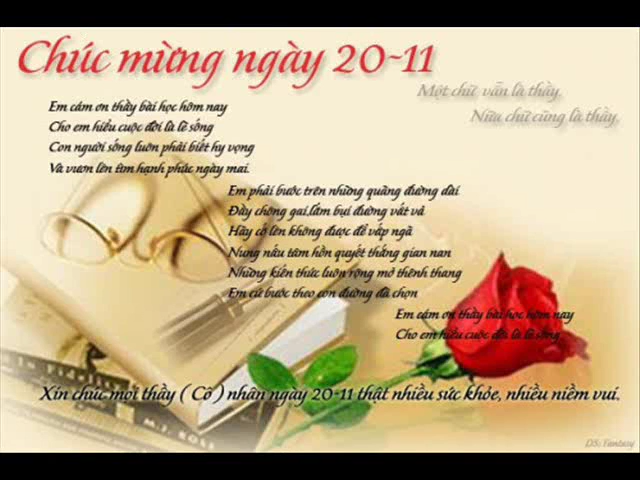 Chúc mừng ngày 20-11
Một chữ vẫn là thầy.
Nửa chữ cũng là thầy.
Em cám ơn thầy bài học hôm nay
Cho em hiểu cuộc đời là lẽ sống
Con người sống luôn phải biết hy vọng
Và vươn lên tìm hạnh phúc ngày mai.
Em phải bước trên những quãng đường dài
Đầy chông gai,lấm bụi đường vất vả
Hãy cố lên không được để vấp ngã
Nung nấu tâm hồn quyết thắng gian nan
Những kiến thức luôn rộng mở thênh thang
Em cứ bước theo con đường đã chọn
Em cám ơn thầy bài học hôm nay
Cho em hiểu cuộc đời là lẽ sống
Xin chúc mọi thầy ( Cô ) nhân ngày 20-11 thật nhiều sức khỏe, nhiều niềm vui.
M.J. ROSE
DS: Fantasy